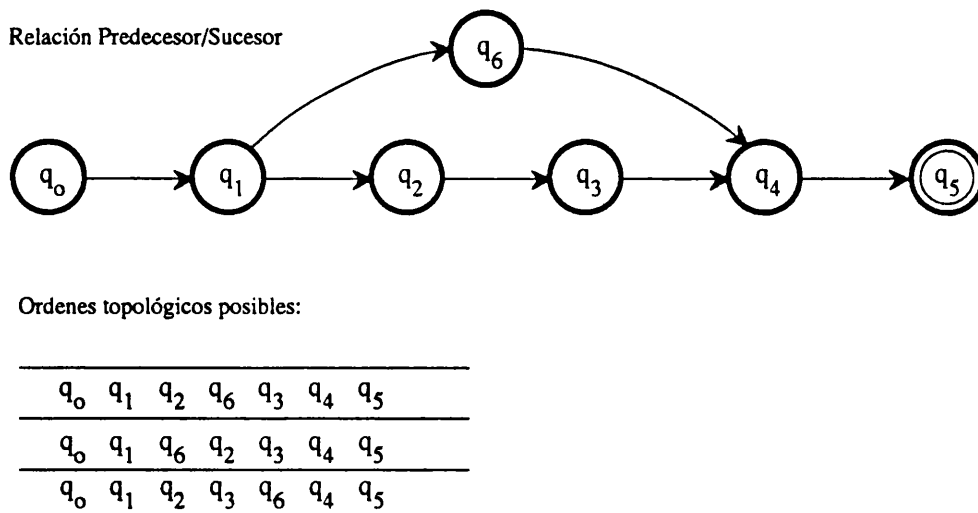 Relación Predecesor/Sucesor
q6
qo q1 q2 q3 q4 q5
Ordenes topológicos posibles:
qo q1 q2 q6 q3 q4 q5
qo q1 q6 q2 q3 q4 q5
qo q1 q2 q3 q6 q4 q5